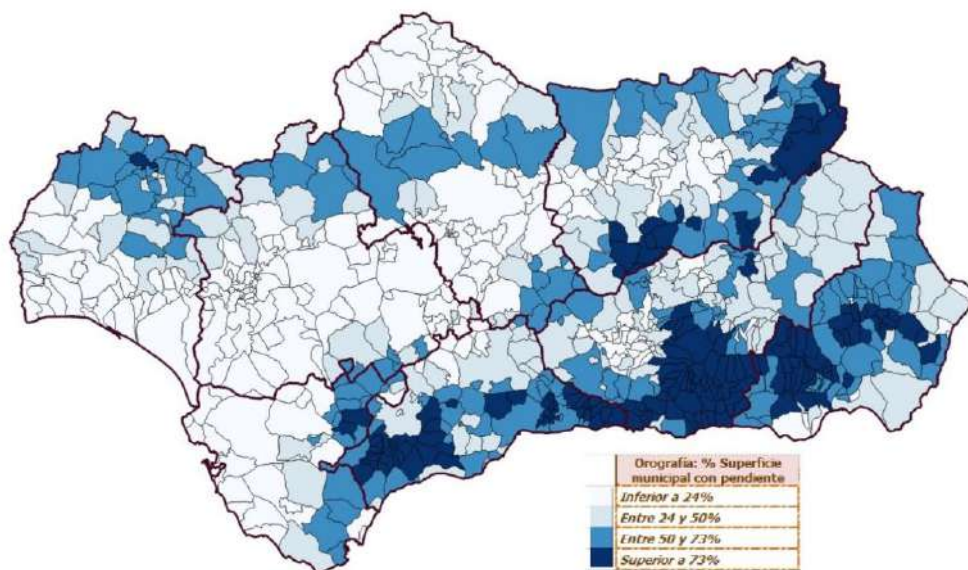 Orografía: % Superficie
municipal con pendiente
Inferior a 24%
Entre 24 y 50%
Entre 50 y 73%
Superior a 73%